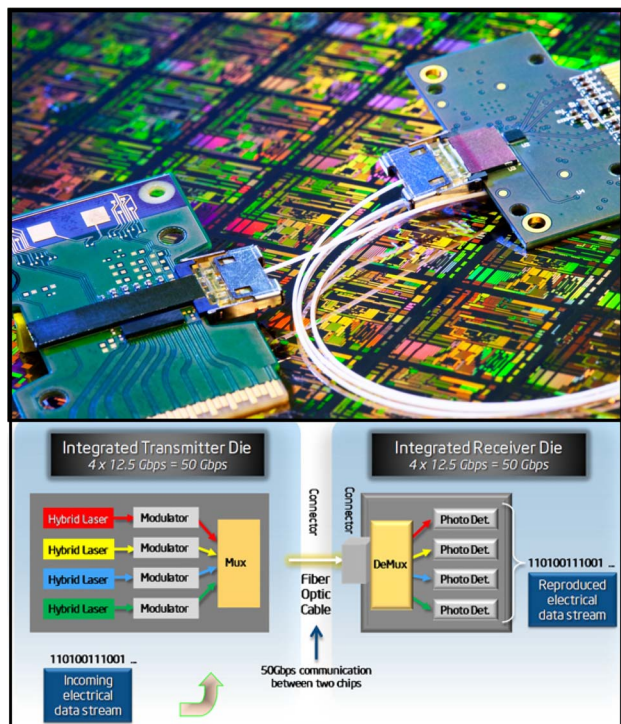 U3
U4
Integrated Transmitter Die
4 x 12.5 Gbps = 50 Gbps
Integrated Receiver Die
4 x 12.5 Gbps = 50 Gbps
Connector
Connector
Hybrid Laser
Modulator
Hybrid Laser
Modulator
Hybrid Laser
Modulator
Hybrid Laser
Modulator
Mux
Fiber
Optic
Cable
DeMux
Photo Det.
Photo Det.
Photo Det.
Photo Det.
110100111001 ...
Reproduced
electrical
data stream
110100111001 ...
Incoming
electrical
data stream
50Gbps communication
between two chips